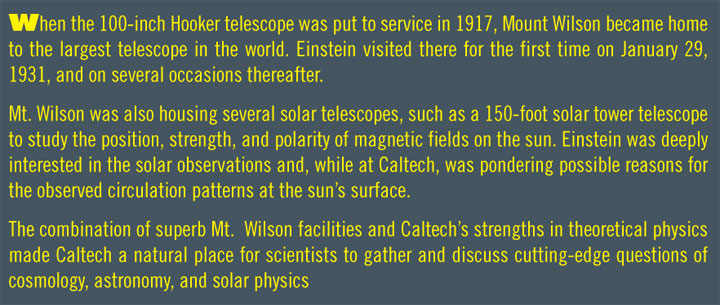 When the 100-inch Hooker telescope was put to service in 1917, Mount Wilson became home
to the largest telescope in the world. Einstein visited there for the first time on January 29,
1931, and on several occasions thereafter.
Mt. Wilson was also housing several solar telescopes, such as a 150-foot solar tower telescope
to study the position, strength, and polarity of magnetic fields on the sun. Einstein was deeply
interested in the solar observations and, while at Caltech, was pondering possible reasons for
the observed circulation patterns at the sun's surface.
The combination of superb Mt. Wilson facilities and Caltech's strengths in theoretical physics
made Caltech a natural place for scientists to gather and discuss cutting-edge questions of
cosmology, astronomy, and solar physics